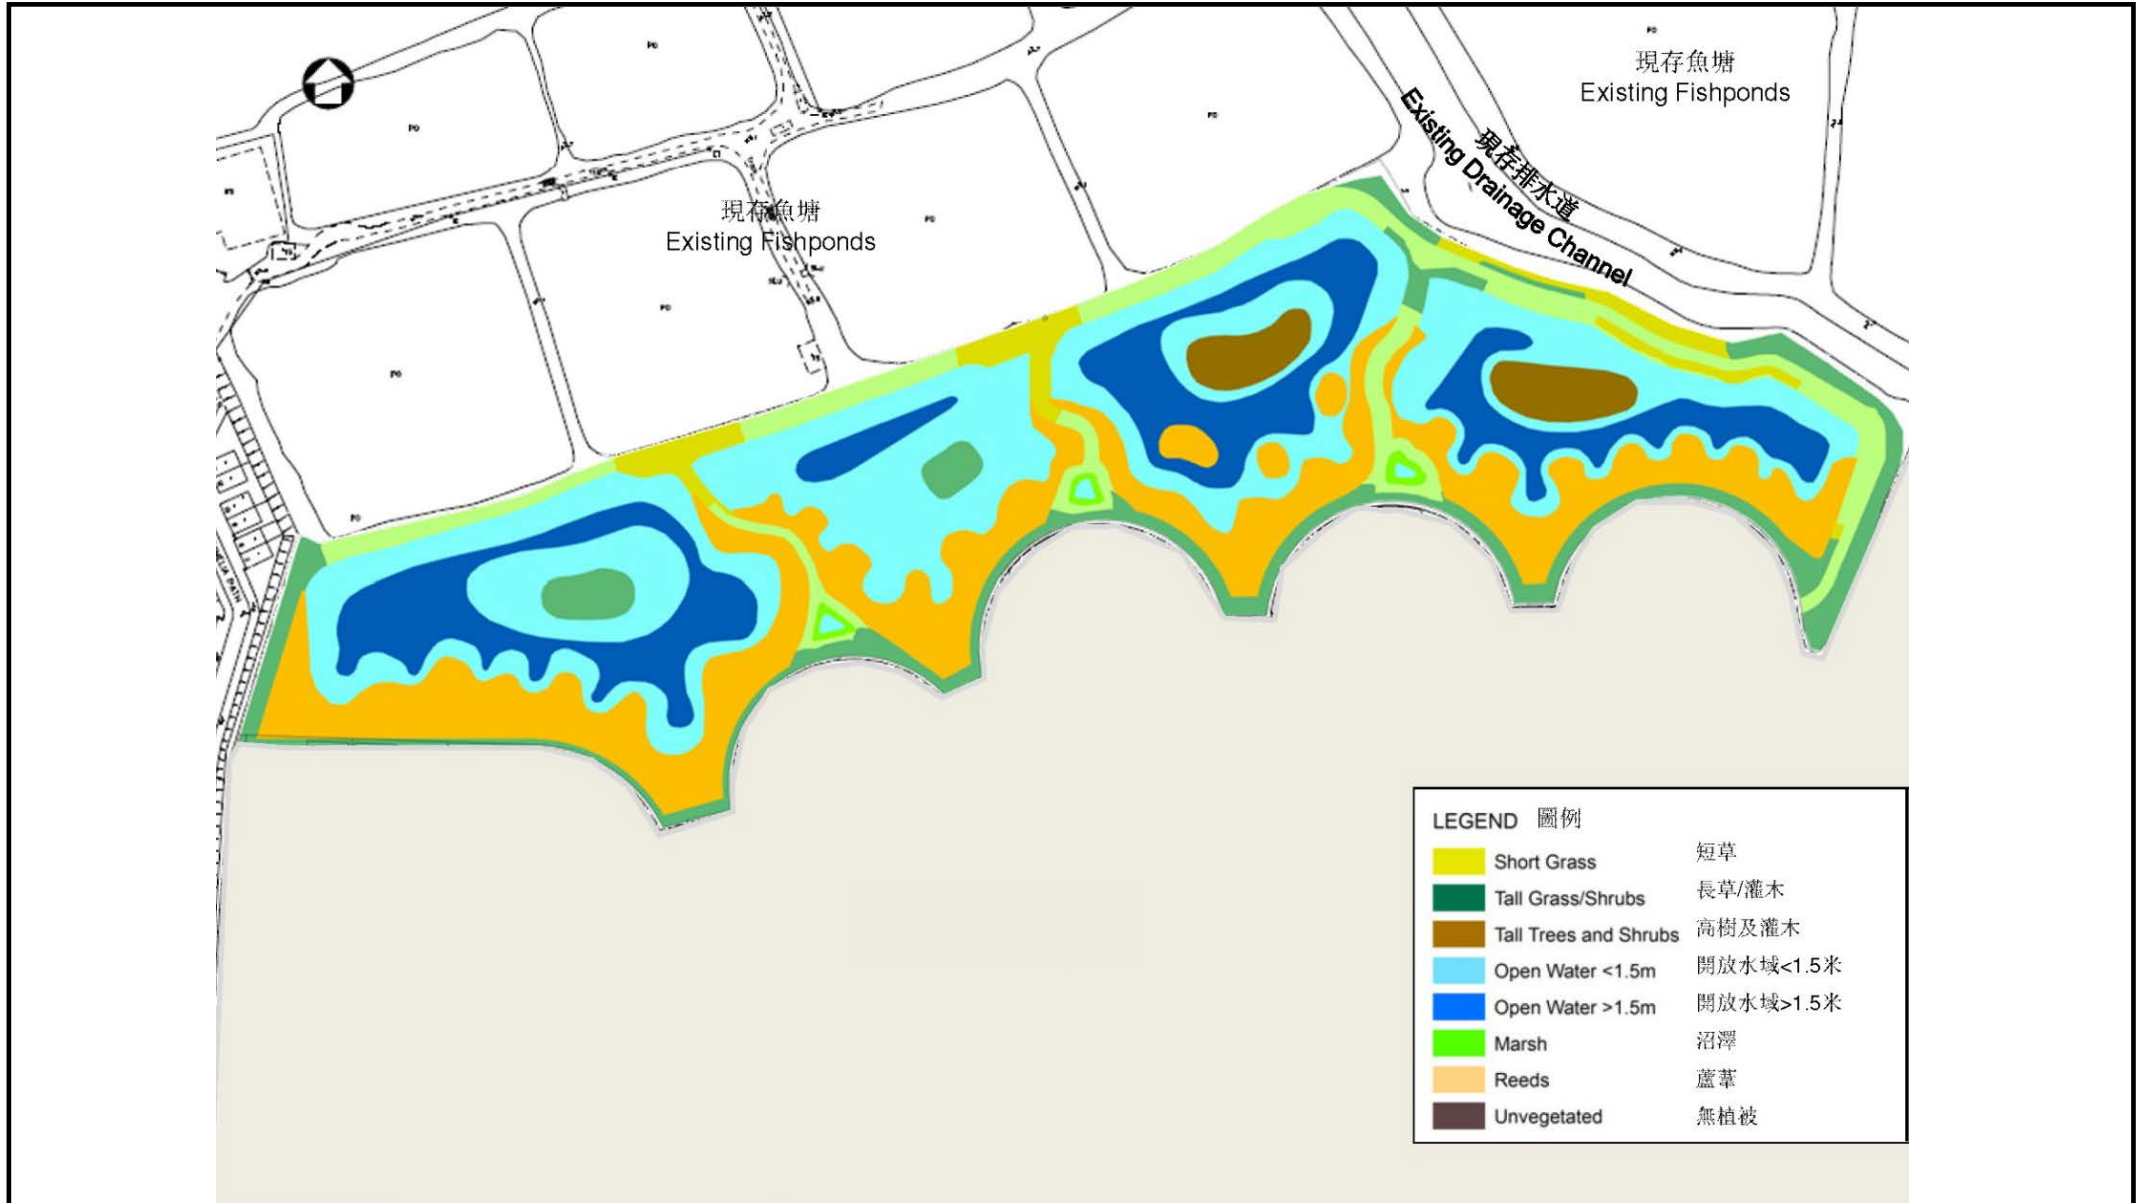 現存魚塘
Existing Fishponds
現存排水道
Existing Drainage Channel
現存魚塘
Existing Fishponds
LEGEND 圖例
Short Grass 短草
Tall Grass/Shrubs 長草/灌木
Tall Trees and Shrubs 高樹及灌木
Open Water <1.5m 開放水域<1.5米
Open Water >1.5m 開放水域>1.5米
Marsh 沼澤
Reeds 蘆葦
Unvegetated 無植被